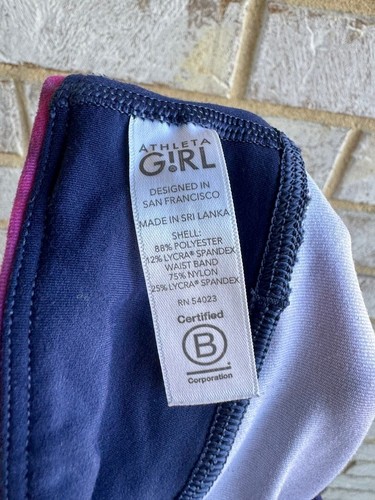 ATHLETA
G!RL
DESIGNED IN
SAN FRANCISCO
MADE IN SRI LANKA
SHELL:
88% POLYESTER
12% LYCRA® SPANDEX
WAIST BAND
75% NYLON
25% LYCRA® SPANDEX
RN 54023
Certified
B
Corporation